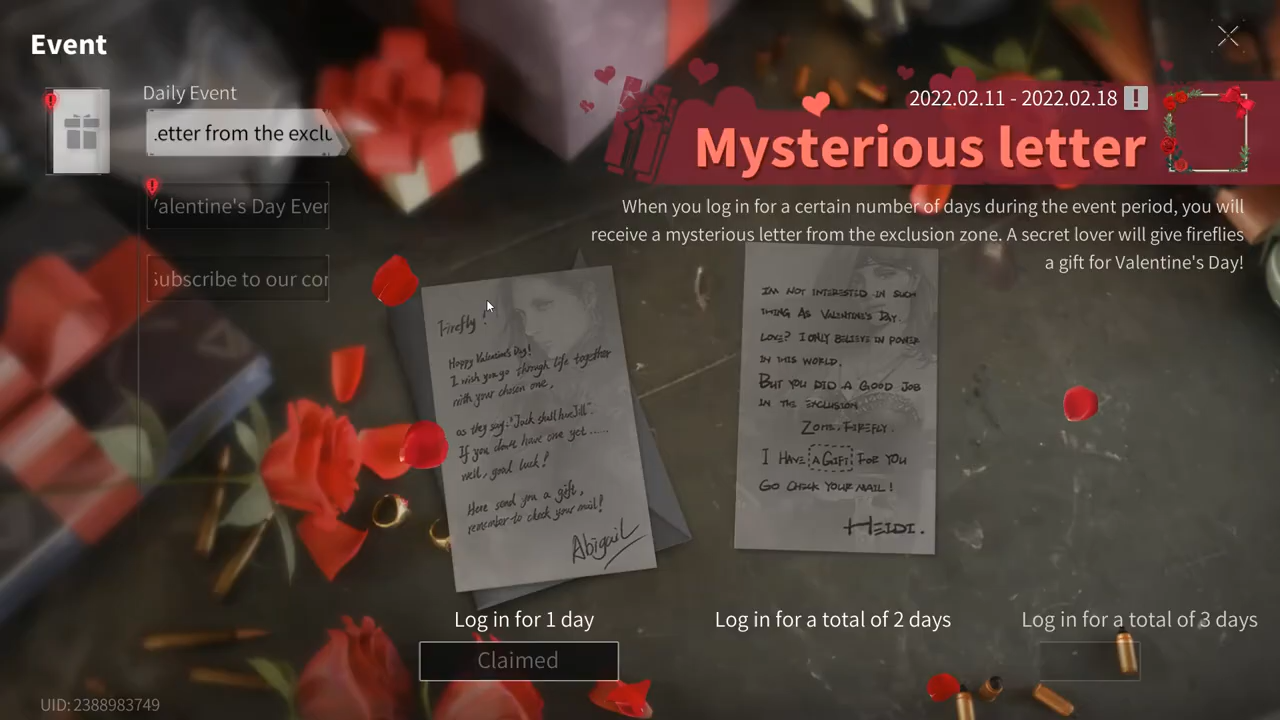 Event
Daily Event
.etter from the exclu
'alentine's Day Ever
Subscribe to our cor
2022.02.11 - 2022.02.18
Mysterious letter
When you log in for a certain number of days during the event period, you will
receive a mysterious letter from the exclusion zone. A secret lover will give fireflies
a gift for Valentine's Day!
Firefly !
Happy Valentine's Day!
I wish you go through life together
with your chosen one,
as they say: "Jack shall have Jill".
If you don't have one yet......
well, good luck!
Here send you a gift,
remember to check your mail!
Abigail
IM NOT INTERESTED IN SUCH
THING AS VALENTINE'S DAY.
LOVE? I ONLY BELIEVE IN POWER
IN THIS WORLD.
BUT YOU DID A GOOD JOB
IN THE EXCLUSION
ZONE, FIREFLY.
I HAVE A GIFT FOR YOU
GO CHECK YOUR MAIL!
HEIDI.
Log in for 1 day
Log in for a total of 2 days
Log in for a total of 3 days
Claimed
UID: 2388983749